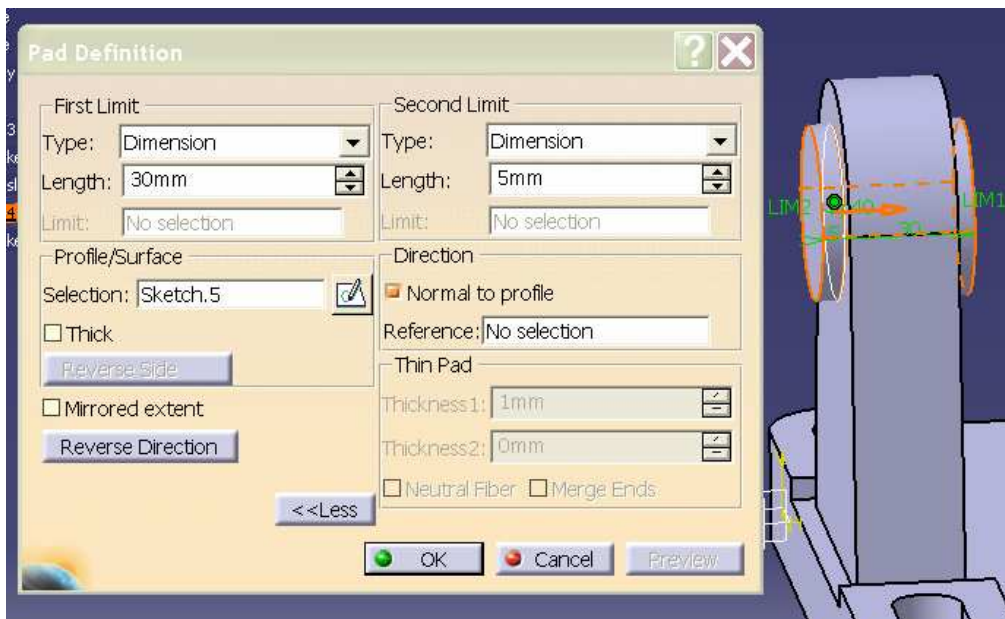 Pad Definition
First Limit
Type: Dimension
Length: 30mm
Limit: No selection
Profile/Surface
Selection: Sketch.5
Thick
Reverse Side
Mirrored extent
Reverse Direction
<<Less
Second Limit
Type: Dimension
Length: 5mm
Limit: No selection
Direction
Normal to profile
Reference: No selection
Thin Pad
Thickness1: 1mm
Thickness2: 0mm
Neutral Fiber Merge Ends
OK Cancel Preview
LIM2 40 LIM1
5 30